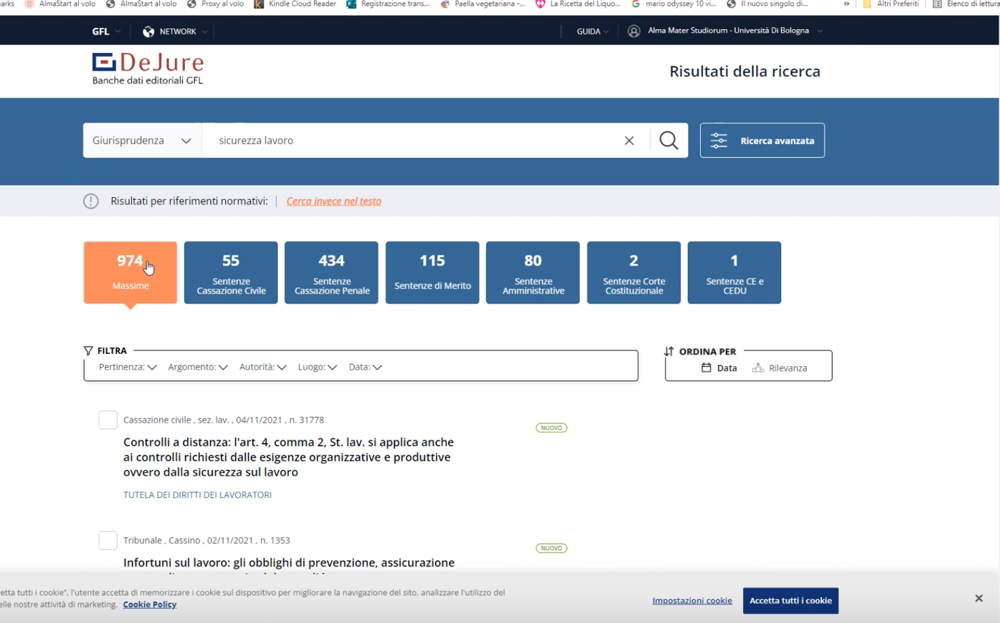 arks AlmaStart al volo AlmaStart al volo Proxy al volo Kindle Cloud Reader Registrazione trans... Paella vegetariana -... La Ricetta del Liquo... mario odyssey 10 vi... Il nuovo singolo di... » Altri Preferiti Elenco di lettura
GFL NETWORK GUIDA Alma Mater Studiorum - Università Di Bologna
DeJure
Banche dati editoriali GFL
Risultati della ricerca
Giurisprudenza sicurezza lavoro Ricerca avanzata
Risultati per riferimenti normativi: | Cerca invece nel testo
974 55 434 115 80 2 1
Massime Sentenze Cassazione Civile Sentenze Cassazione Penale Sentenze di Merito Sentenze Amministrative Sentenze Corte Costituzionale Sentenze CE e CEDU
FILTRA ORDINA PER
Pertinenza: Argomento: Autorità: Luogo: Data: Data Rilevanza
Cassazione civile , sez. lav. , 04/11/2021 , n. 31778
NUOVO
Controlli a distanza: l'art. 4, comma 2, St. lav. si applica anche
ai controlli richiesti dalle esigenze organizzative e produttive
ovvero dalla sicurezza sul lavoro
TUTELA DEI DIRITTI DEI LAVORATORI
Tribunale , Cassino , 02/11/2021 , n. 1353
NUOVO
Infortuni sul lavoro: gli obblighi di prevenzione, assicurazione
etta tutti i cookie", l'utente accetta di memorizzare i cookie sul dispositivo per migliorare la navigazione del sito, analizzare l'utilizzo del
elle nostre attività di marketing. Cookie Policy
Impostazioni cookie Accetta tutti i cookie